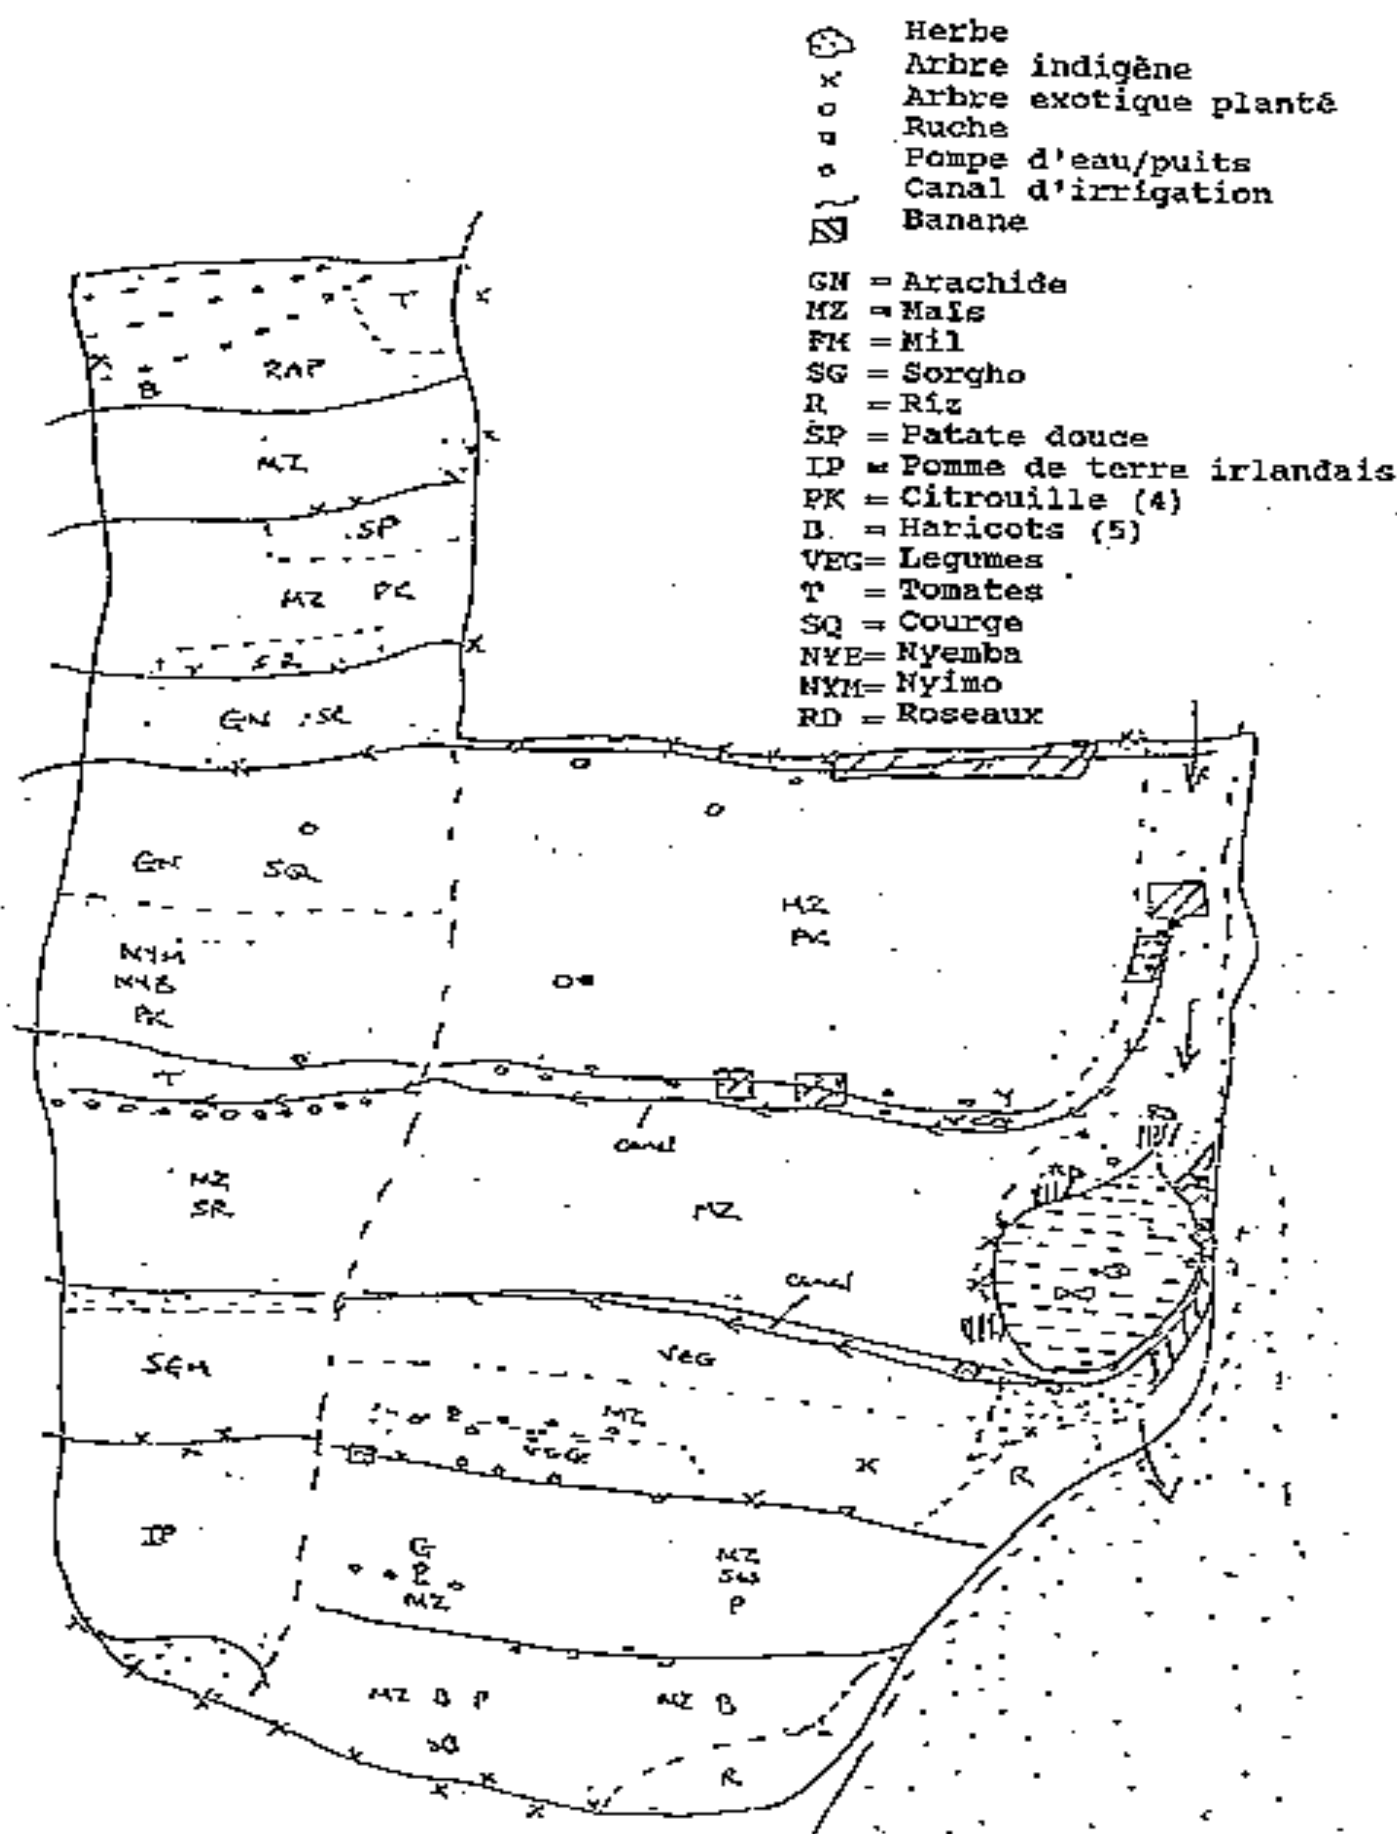 Herbe
Arbre indigène
Arbre exotique planté
Ruche
Pompe d'eau/puits
Canal d'irrigation
Banane
GN = Arachide
MZ = Maïs
FM = Mil
SG = Sorgho
R = Riz
SP = Patate douce
IP = Pomme de terre irlandais
PK = Citrouille (4)
B. = Haricots (5)
VEG= Legumes
T = Tomates
SQ = Courge
NYE= Nyemba
NYM= Nyimo
RD = Roseaux
T
RAP
B
MZ
SP
MZ PK
GN
GN SQ
MZ
PK
NYM
PK
T
canal
MZ
MZ
canal
VEG
MZ
R
IP
G
MZ
MZ
P
MZ B P
MZ B
R